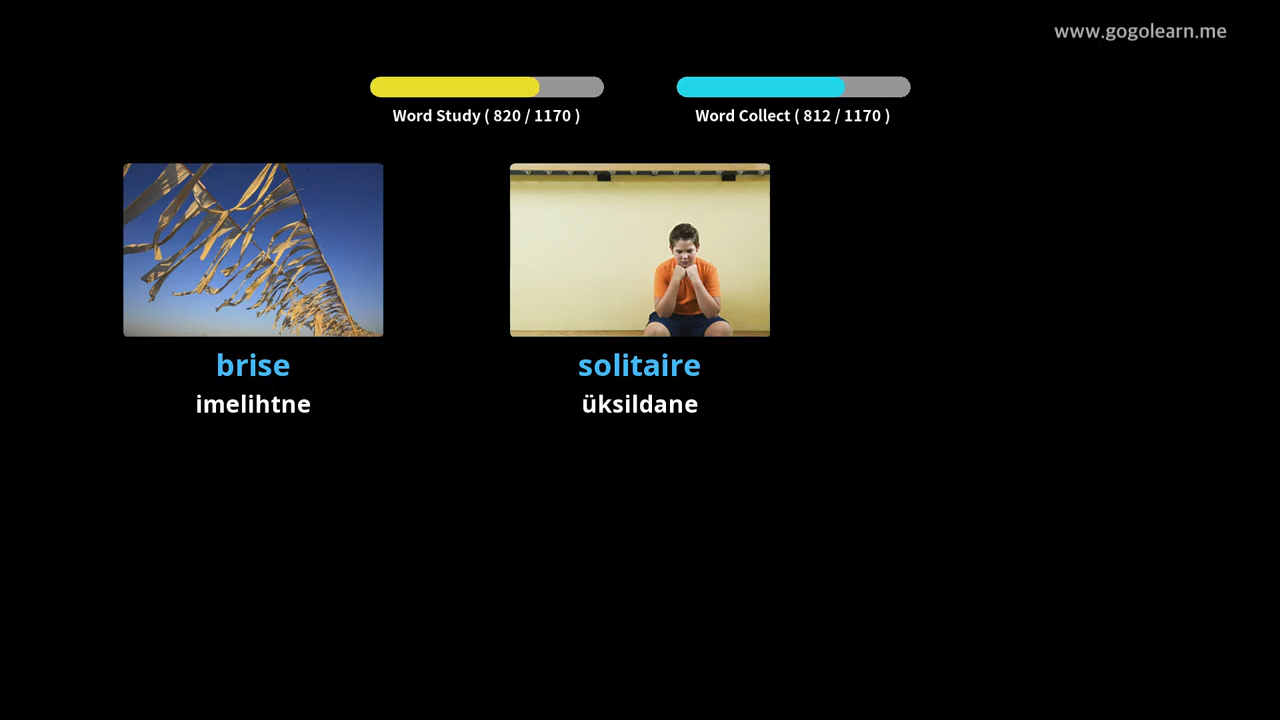 www.gogolearn.me
Word Study ( 820 / 1170 )
Word Collect ( 812 / 1170 )
brise
imelihtne
solitaire
üksildane